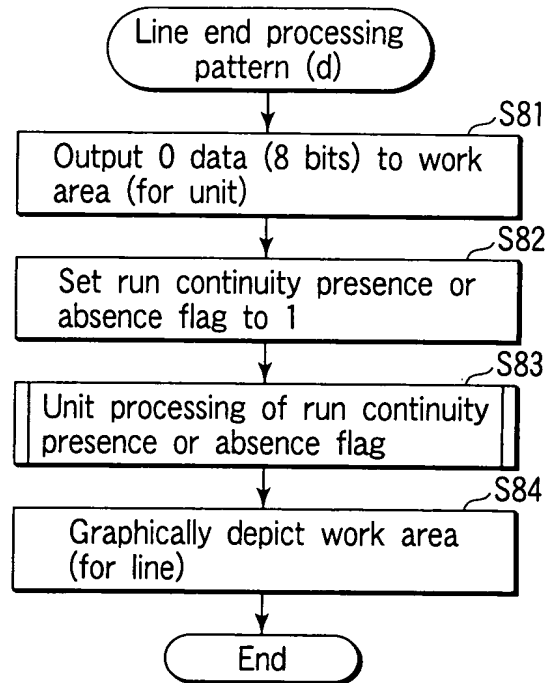 Line end processing
pattern (d)
S81
Output 0 data (8 bits) to work
area (for unit)
S82
Set run continuity presence or
absence flag to 1
S83
Unit processing of run continuity
presence or absence flag
S84
Graphically depict work area
(for line)
End